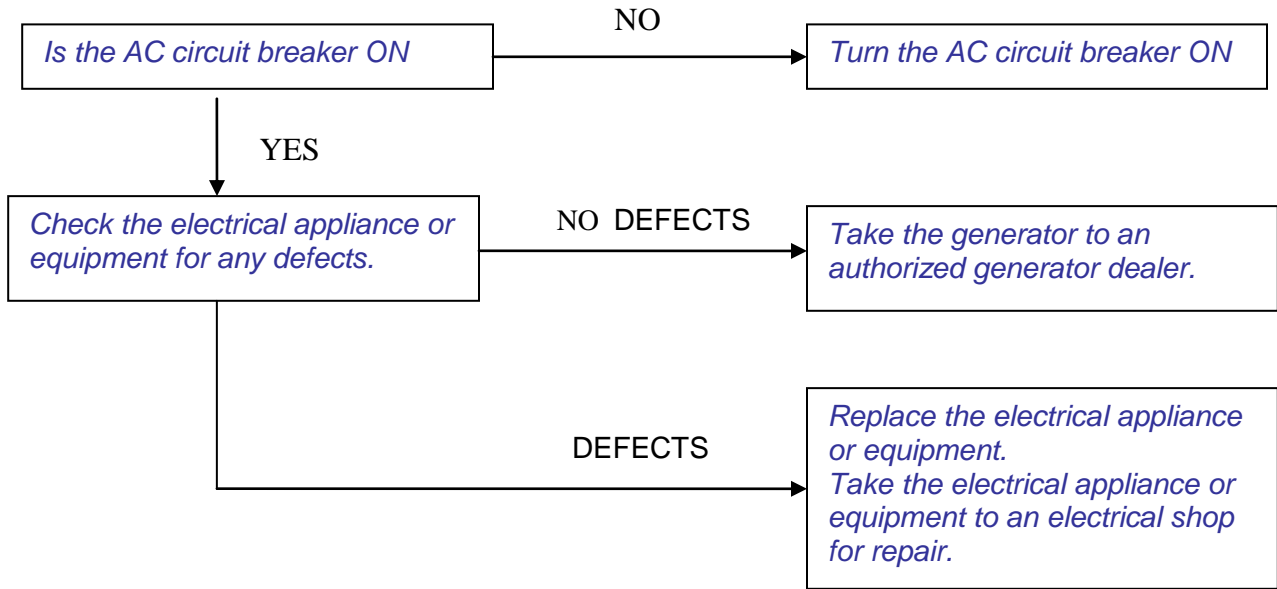 NO
Is the AC circuit breaker ON
Turn the AC circuit breaker ON
YES
Check the electrical appliance or
equipment for any defects.
NO DEFECTS
Take the generator to an
authorized generator dealer.
DEFECTS
Replace the electrical appliance
or equipment.
Take the electrical appliance or
equipment to an electrical shop
for repair.